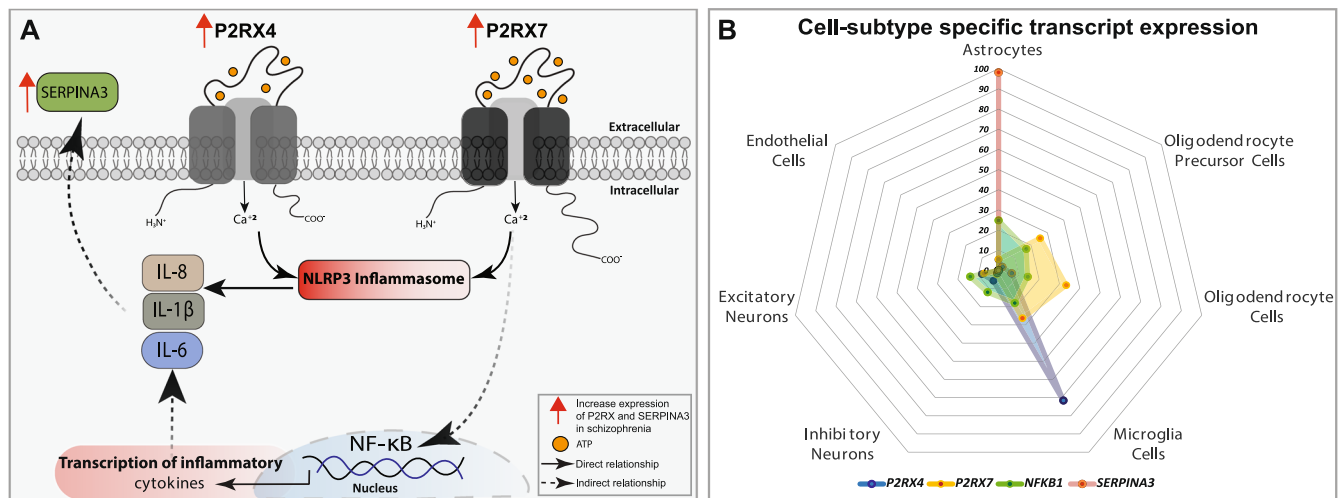 A
P2RX4
P2RX7
SERPINA3
Extracellular
Intracellular
H₃N⁺
Ca⁺²
COO⁻
H₃N⁺
Ca⁺²
COO⁻
NLRP3 Inflammasome
IL-8
IL-1β
IL-6
NF-κB
Nucleus
Transcription of inflammatory
cytokines
Increase expression
of P2RX and SERPINA3
in schizophrenia
ATP
Direct relationship
Indirect relationship
B
Cell-subtype specific transcript expression
Astrocytes
Oligodendrocyte
Precursor Cells
Oligodendrocyte
Cells
Microglia
Cells
Inhibitory
Neurons
Excitatory
Neurons
Endothelial
Cells
100
90
80
70
60
50
40
30
20
10
0
P2RX4 P2RX7 NFKB1 SERPINA3